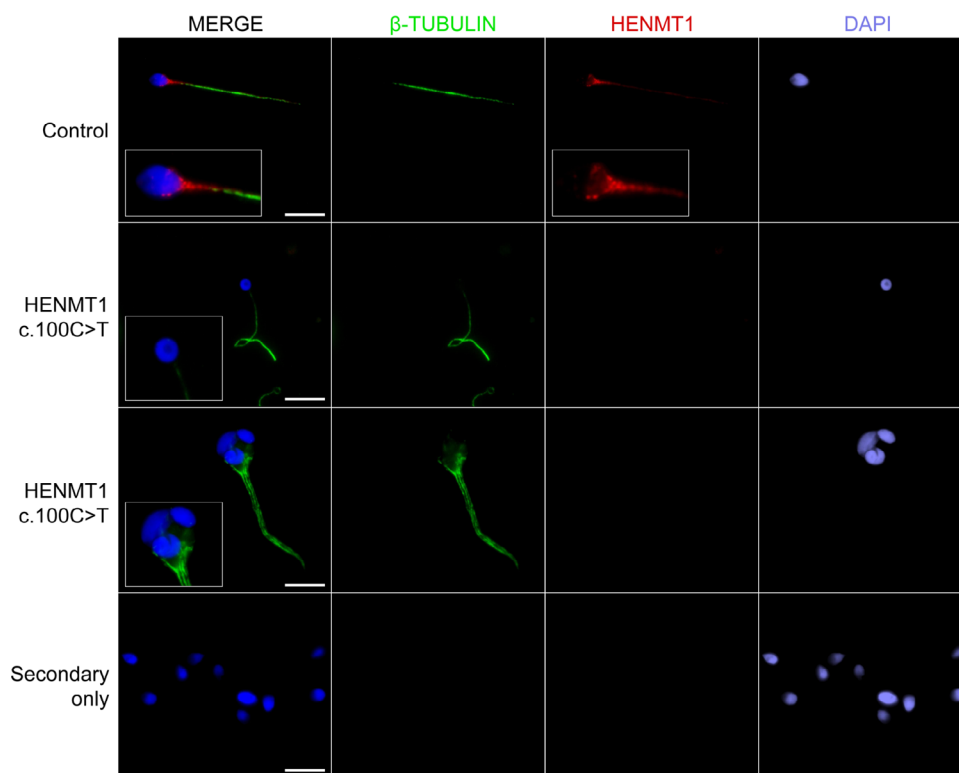 MERGE
β-TUBULIN
HENMT1
DAPI
Control
HENMT1
c.100C>T
HENMT1
c.100C>T
Secondary
only